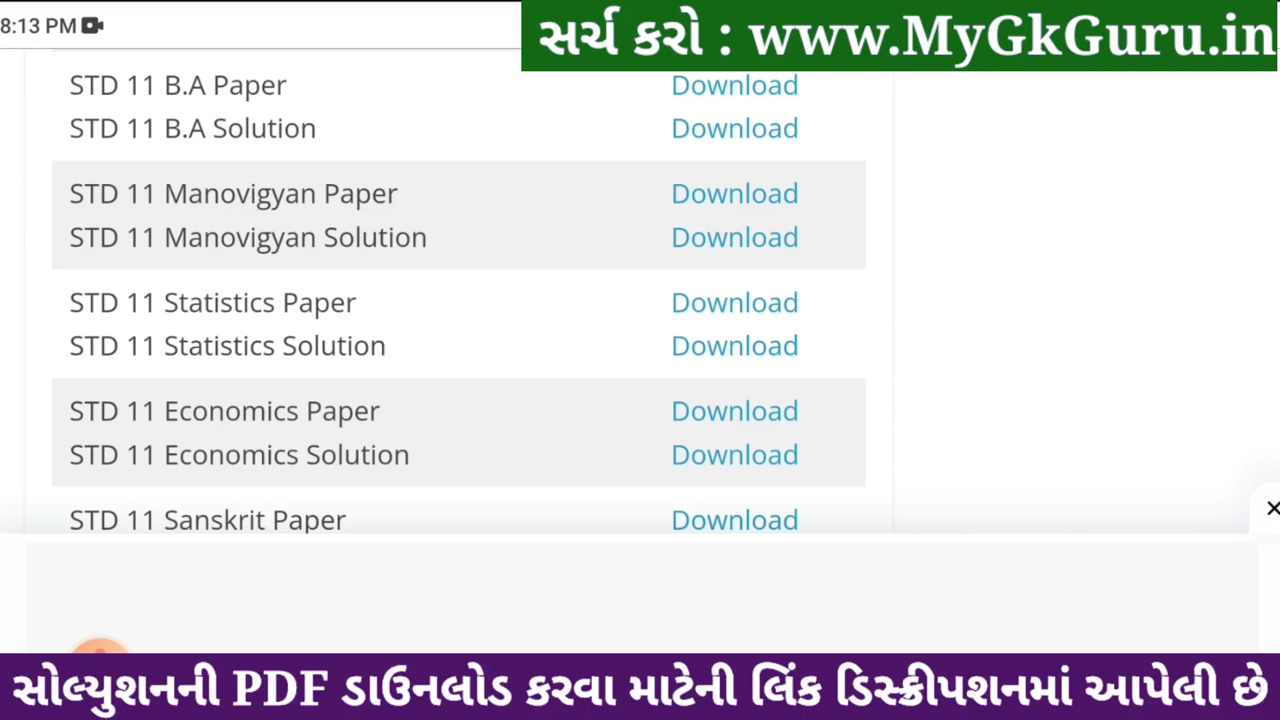 8:13 PM
સર્ચ કરો : www.MyGkGuru.in
STD 11 B.A Paper Download
STD 11 B.A Solution Download
STD 11 Manovigyan Paper Download
STD 11 Manovigyan Solution Download
STD 11 Statistics Paper Download
STD 11 Statistics Solution Download
STD 11 Economics Paper Download
STD 11 Economics Solution Download
STD 11 Sanskrit Paper Download
સોલ્યુશનની PDF ડાઉનલોડ કરવા માટેની લિંક ડિસ્ક્રીપશનમાં આપેલી છે